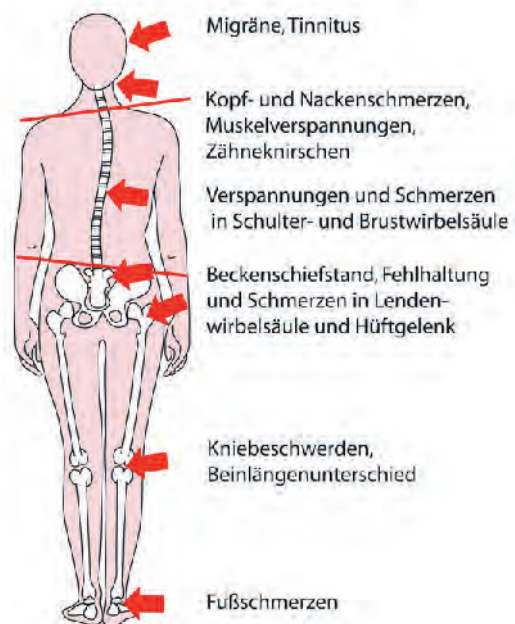 Migräne, Tinnitus
Kopf- und Nackenschmerzen,
Muskelverspannungen,
Zähneknirschen
Verspannungen und Schmerzen
in Schulter- und Brustwirbelsäule
Beckenschiefstand, Fehlhaltung
und Schmerzen in Lenden-
wirbelsäule und Hüftgelenk
Kniebeschwerden,
Beinlängenunterschied
Fußschmerzen